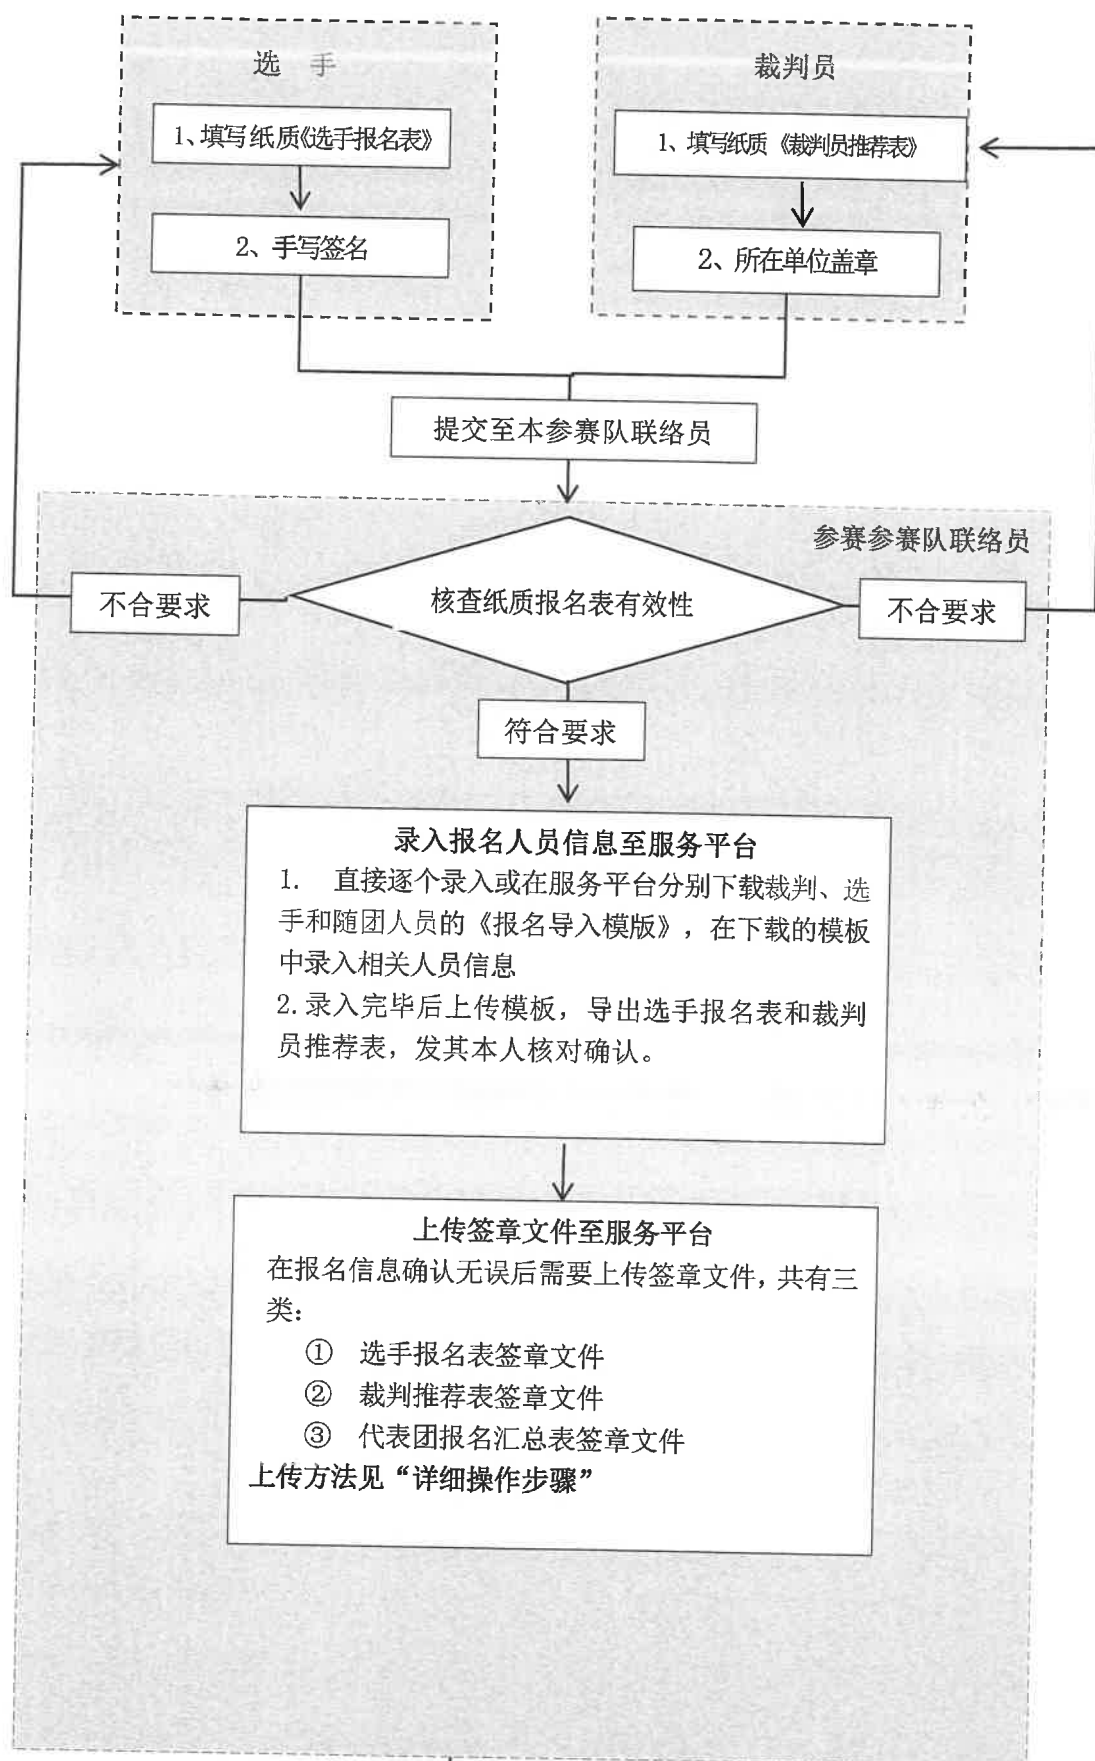 选 手
1、填写纸质《选手报名表》
2、手写签名
裁判员
1、填写纸质《裁判员推荐表》
2、所在单位盖章
提交至本参赛队联络员
参赛参赛队联络员
不合要求
核查纸质报名表有效性
不合要求
符合要求
录入报名人员信息至服务平台
1. 直接逐个录入或在服务平台分别下载裁判、选
手和随团人员的《报名导入模版》，在下载的模板
中录入相关人员信息
2.录入完毕后上传模板，导出选手报名表和裁判
员推荐表，发其本人核对确认。
上传签章文件至服务平台
在报名信息确认无误后需要上传签章文件，共有三
类：
① 选手报名表签章文件
② 裁判推荐表签章文件
③ 代表团报名汇总表签章文件
上传方法见“详细操作步骤”